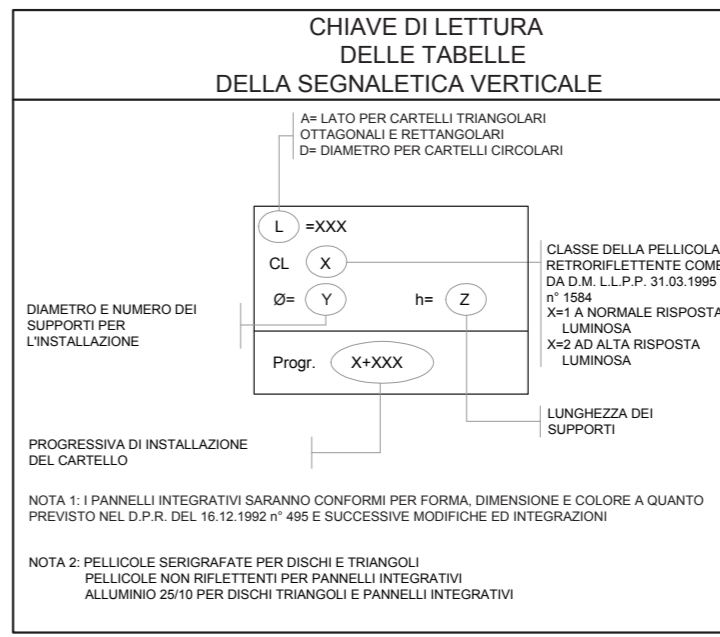 CHIAVE DI LETTURA
DELLE TABELLE
DELLA SEGNALETICA VERTICALE
A= LATO PER CARTELLI TRIANGOLARI
OTTAGONALI E RETTANGOLARI
D= DIAMETRO PER CARTELLI CIRCOLARI
L =XXX
CL X
Ø= Y h= Z
Progr. X+XXX
CLASSE DELLA PELLICOLA
RETRORIFLETTENTE COME
DA D.M. L.L.P.P. 31.03.1995
n° 1584
X=1 A NORMALE RISPOSTA
LUMINOSA
X=2 AD ALTA RISPOSTA
LUMINOSA
DIAMETRO E NUMERO DEI
SUPPORTI PER
L'INSTALLAZIONE
LUNGHEZZA DEI
SUPPORTI
PROGRESSIVA DI INSTALLAZIONE
DEL CARTELLO
NOTA 1: I PANNELLI INTEGRATIVI SARANNO CONFORMI PER FORMA, DIMENSIONE E COLORE A QUANTO
PREVISTO NEL D.P.R. DEL 16.12.1992 n° 495 E SUCCESSIVE MODIFICHE ED INTEGRAZIONI
NOTA 2: PELLICOLE SERIGRAFATE PER DISCHI E TRIANGOLI
PELLICOLE NON RIFLETTENTI PER PANNELLI INTEGRATIVI
ALLUMINIO 25/10 PER DISCHI TRIANGOLI E PANNELLI INTEGRATIVI